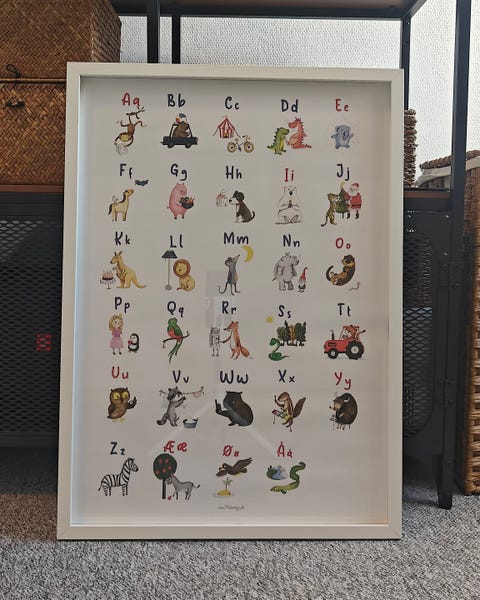 Aa Bb Cc Dd Ee
Ff Gg Hh Ii Jj
Kk Ll Mm Nn Oo
Pp Qq Rr Ss Tt
Uu Vv Ww Xx Yy
Zz Ææ Øø Åå